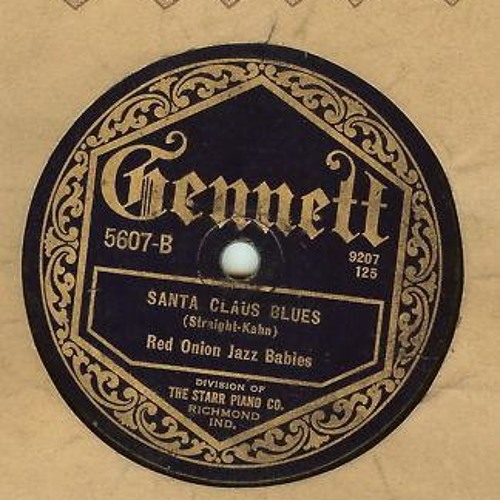 Gennett
5607-B
9207
125
SANTA CLAUS BLUES
(Straight-Kahn)
Red Onion Jazz Babies
DIVISION OF
THE STARR PIANO CO.
RICHMOND
IND.